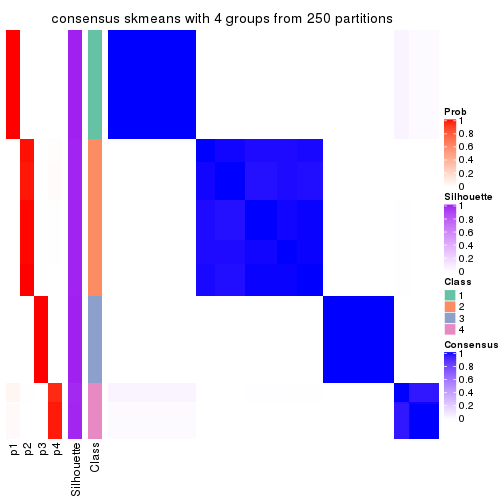 consensus skmeans with 4 groups from 250 partitions
Prob
1
0.8
0.6
0.4
0.2
0
Silhouette
1
0.8
0.6
0.4
0.2
0
Class
1
2
3
4
Consensus
1
0.8
0.6
0.4
0.2
0
p1
p2
p3
p4
Silhouette
Class